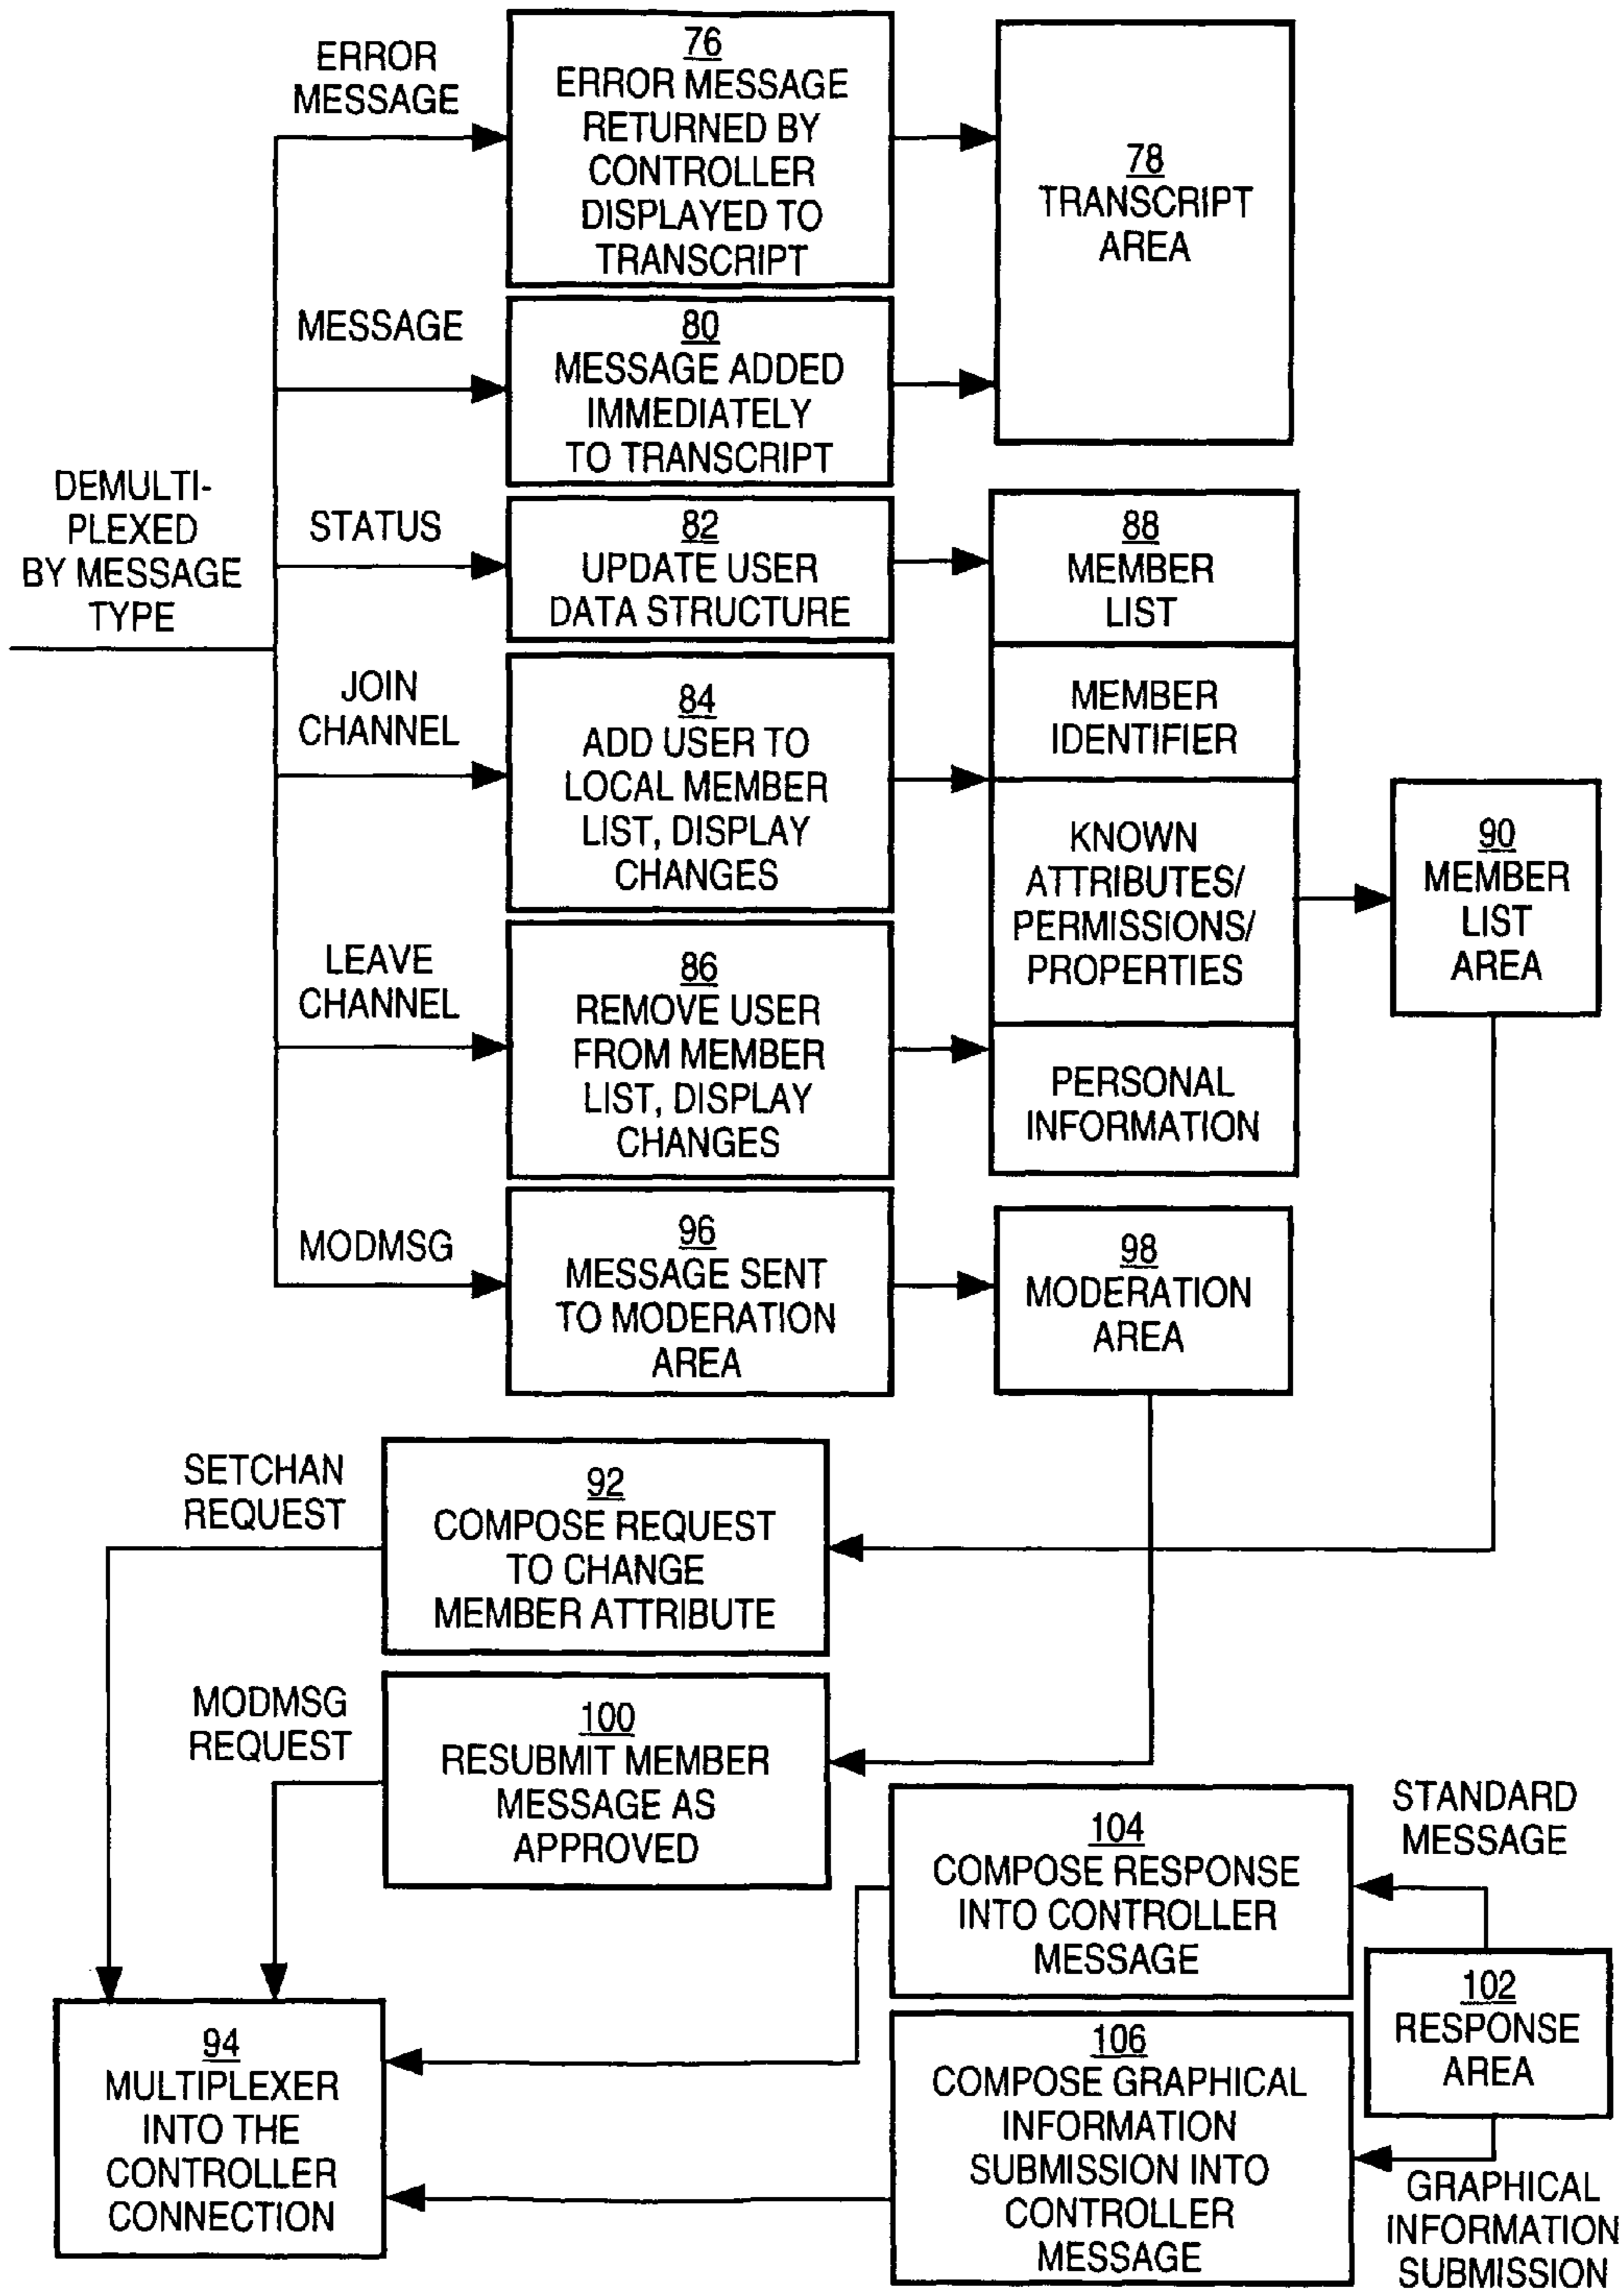 ERROR
MESSAGE
76
ERROR MESSAGE
RETURNED BY
CONTROLLER
DISPLAYED TO
TRANSCRIPT
78
TRANSCRIPT
AREA
MESSAGE
80
MESSAGE ADDED
IMMEDIATELY
TO TRANSCRIPT
DEMULTI-
PLEXED
BY MESSAGE
TYPE
STATUS
82
UPDATE USER
DATA STRUCTURE
88
MEMBER
LIST
MEMBER
IDENTIFIER
KNOWN
ATTRIBUTES/
PERMISSIONS/
PROPERTIES
PERSONAL
INFORMATION
JOIN
CHANNEL
84
ADD USER TO
LOCAL MEMBER
LIST, DISPLAY
CHANGES
90
MEMBER
LIST
AREA
LEAVE
CHANNEL
86
REMOVE USER
FROM MEMBER
LIST, DISPLAY
CHANGES
MODMSG
96
MESSAGE SENT
TO MODERATION
AREA
98
MODERATION
AREA
SETCHAN
REQUEST
92
COMPOSE REQUEST
TO CHANGE
MEMBER ATTRIBUTE
MODMSG
REQUEST
100
RESUBMIT MEMBER
MESSAGE AS
APPROVED
104
COMPOSE RESPONSE
INTO CONTROLLER
MESSAGE
STANDARD
MESSAGE
102
RESPONSE
AREA
94
MULTIPLEXER
INTO THE
CONTROLLER
CONNECTION
106
COMPOSE GRAPHICAL
INFORMATION
SUBMISSION INTO
CONTROLLER
MESSAGE
GRAPHICAL
INFORMATION
SUBMISSION